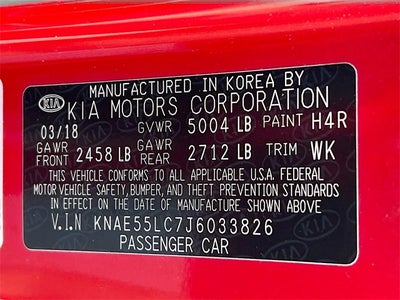 MANUFACTURED IN KOREA BY
KIA KIA MOTORS CORPORATION
03/18 GVWR 5004 LB PAINT H4R
GAWR FRONT 2458 LB GAWR REAR 2712 LB TRIM WK
THIS VEHICLE CONFORMS TO ALL APPLICABLE U.S.A. FEDERAL
MOTOR VEHICLE SAFETY, BUMPER, AND THEFT PREVENTION STANDARDS
IN EFFECT ON THE DATE OF MANUFACTURE SHOWN ABOVE
V.I.N KNAE55LC7J6033826
PASSENGER CAR